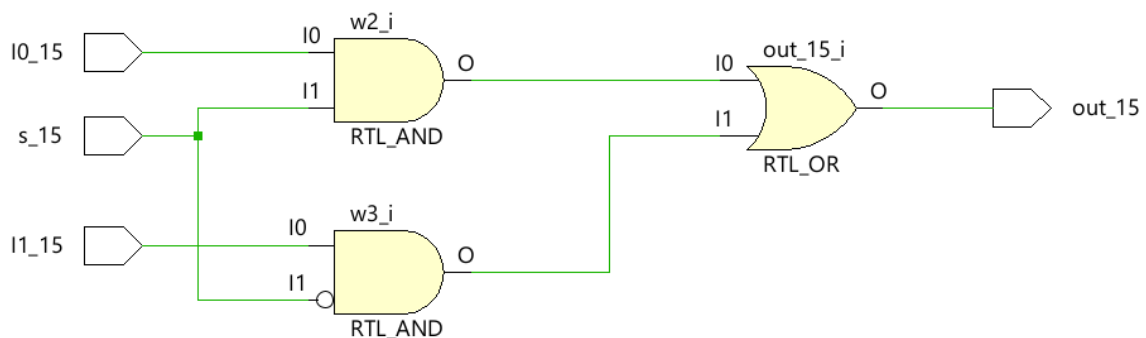 w2_i
I0_15
I0
I1
O
RTL_AND
s_15
out_15_i
I0
I1
O
RTL_OR
out_15
w3_i
I1_15
I0
I1
O
RTL_AND